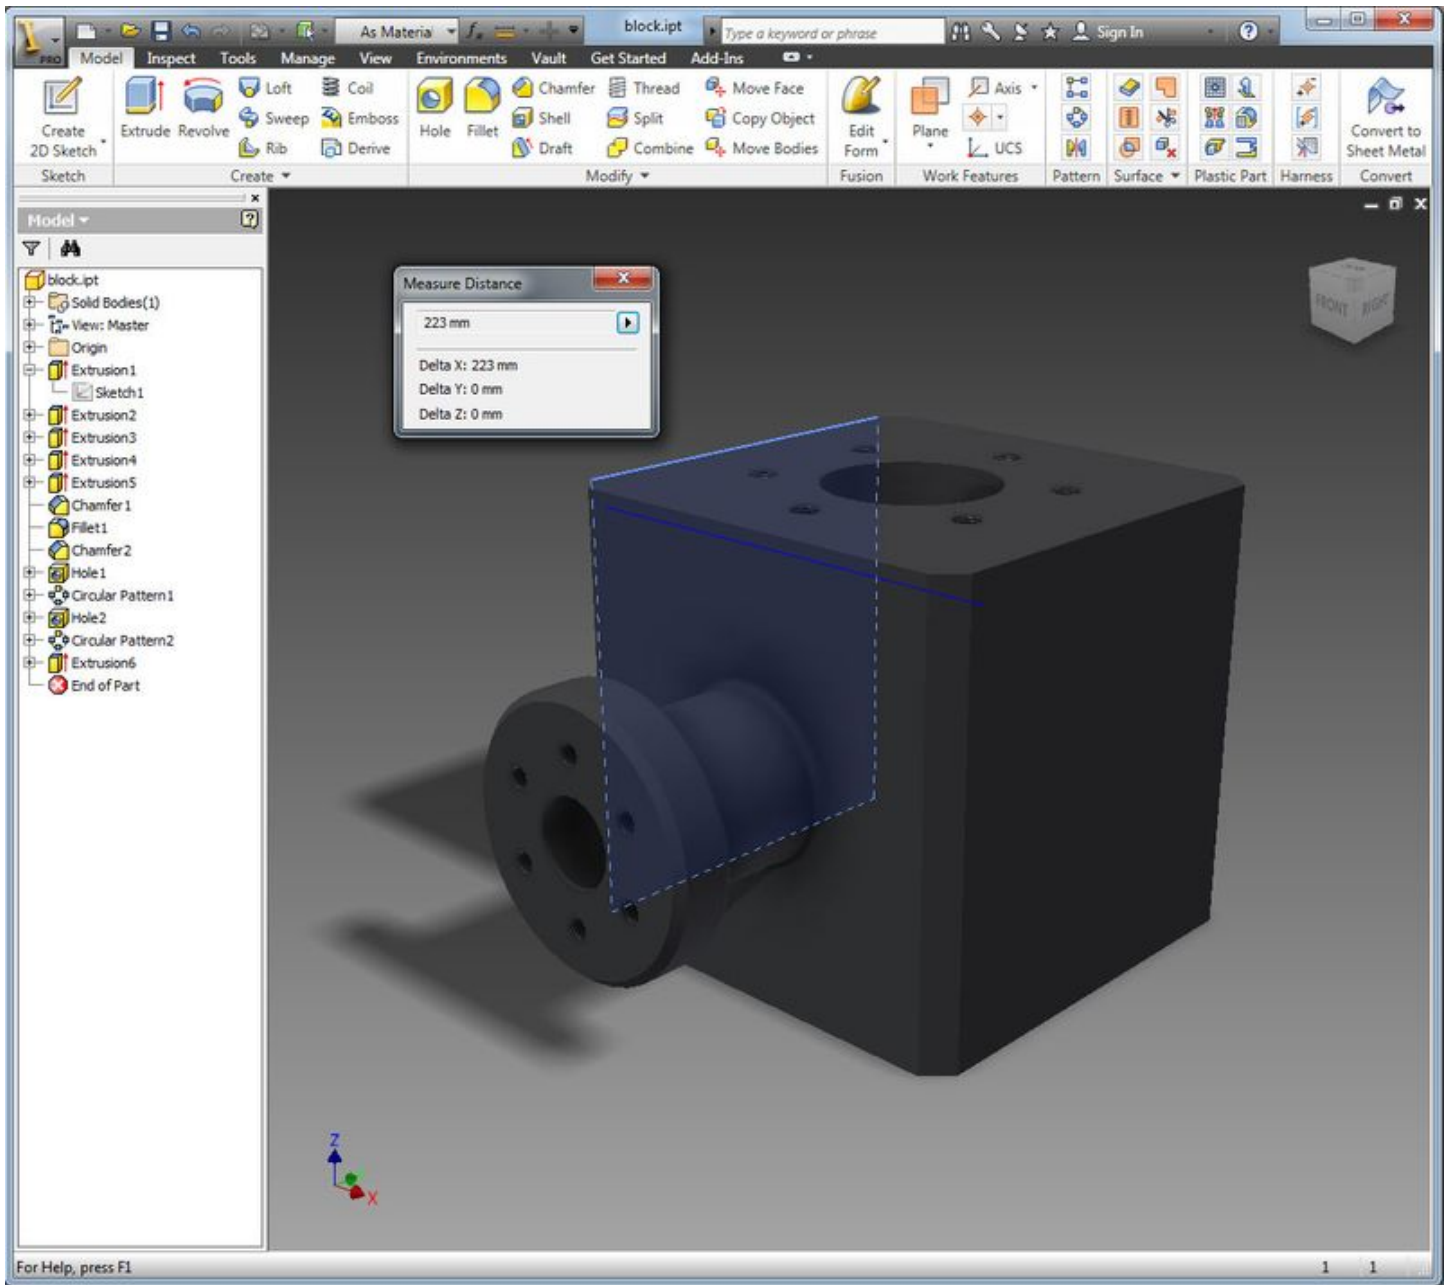 As Material
block.ipt
Type a keyword or phrase
Sign In
PRO
Model Inspect Tools Manage View Environments Vault Get Started Add-Ins
Create 2D Sketch
Extrude Revolve
Loft
Sweep
Rib
Coil
Emboss
Derive
Hole Fillet
Chamfer
Shell
Draft
Thread
Split
Combine
Move Face
Copy Object
Move Bodies
Edit Form
Plane
Axis
UCS
Convert to Sheet Metal
Sketch Create Modify Fusion Work Features Pattern Surface Plastic Part Harness Convert
Model
block.ipt
Solid Bodies(1)
View: Master
Origin
Extrusion1
Sketch1
Extrusion2
Extrusion3
Extrusion4
Extrusion5
Chamfer1
Fillet1
Chamfer2
Hole1
Circular Pattern1
Hole2
Circular Pattern2
Extrusion6
End of Part
Measure Distance
223 mm
Delta X: 223 mm
Delta Y: 0 mm
Delta Z: 0 mm
FRONT RIGHT
Z
X
For Help, press F1
1 1